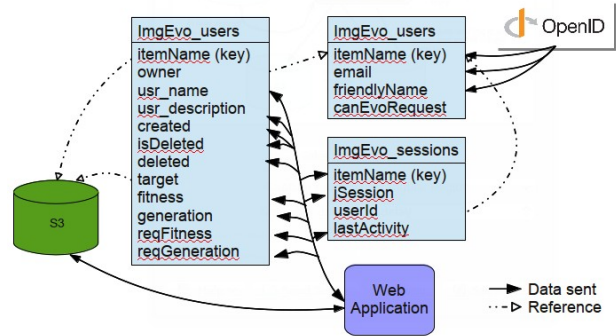 ImgEvo_users
itemName (key)
owner
usr_name
usr_description
created
isDeleted
deleted
target
fitness
generation
reqFitness
reqGeneration
ImgEvo_users
itemName (key)
email
friendlyName
canEvoRequest
OpenID
ImgEvo_sessions
itemName (key)
jSession
userId
lastActivity
S3
Web
Application
Data sent
Reference